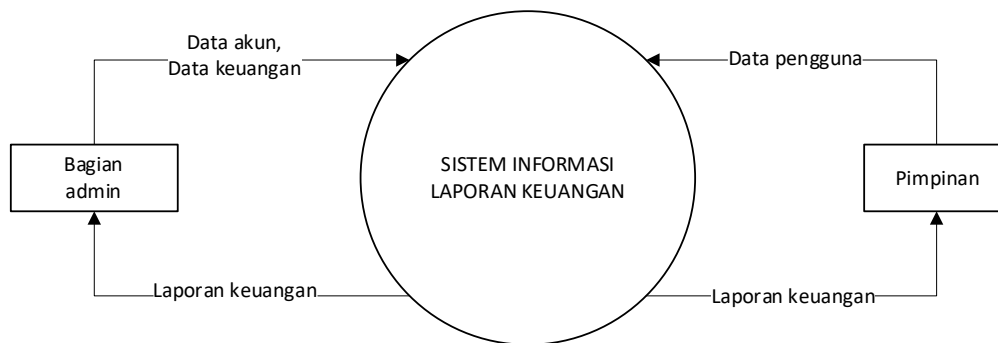 Data akun,
Data keuangan
Data pengguna
Bagian
admin
SISTEM INFORMASI
LAPORAN KEUANGAN
Pimpinan
Laporan keuangan
Laporan keuangan